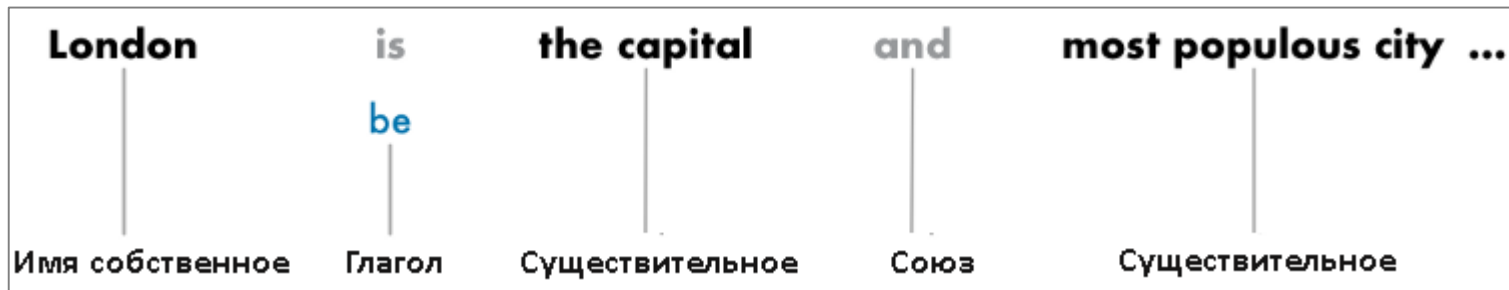 London is the capital and most populous city ...
be
Имя собственное Глагол Существительное Союз Существительное